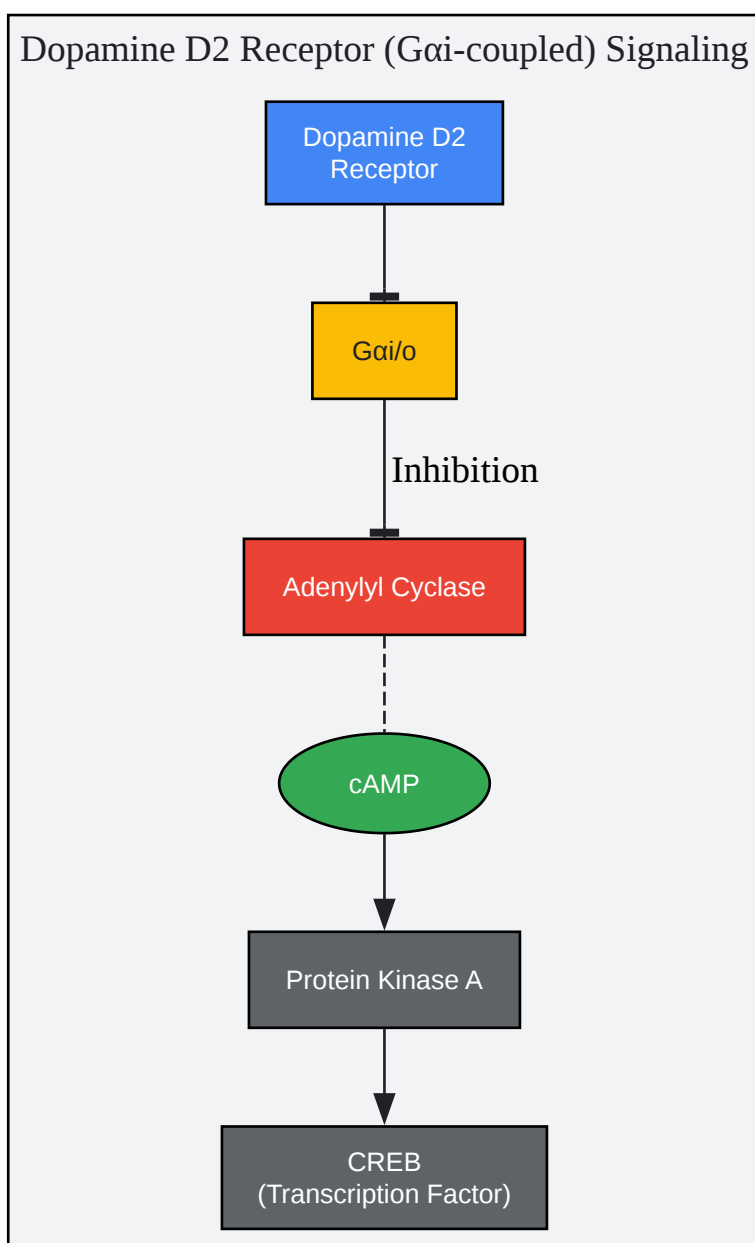 Dopamine D2 Receptor (Gαi-coupled) Signaling
Dopamine D2
Receptor
Gαi/o
Inhibition
Adenylyl Cyclase
cAMP
Protein Kinase A
CREB
(Transcription Factor)